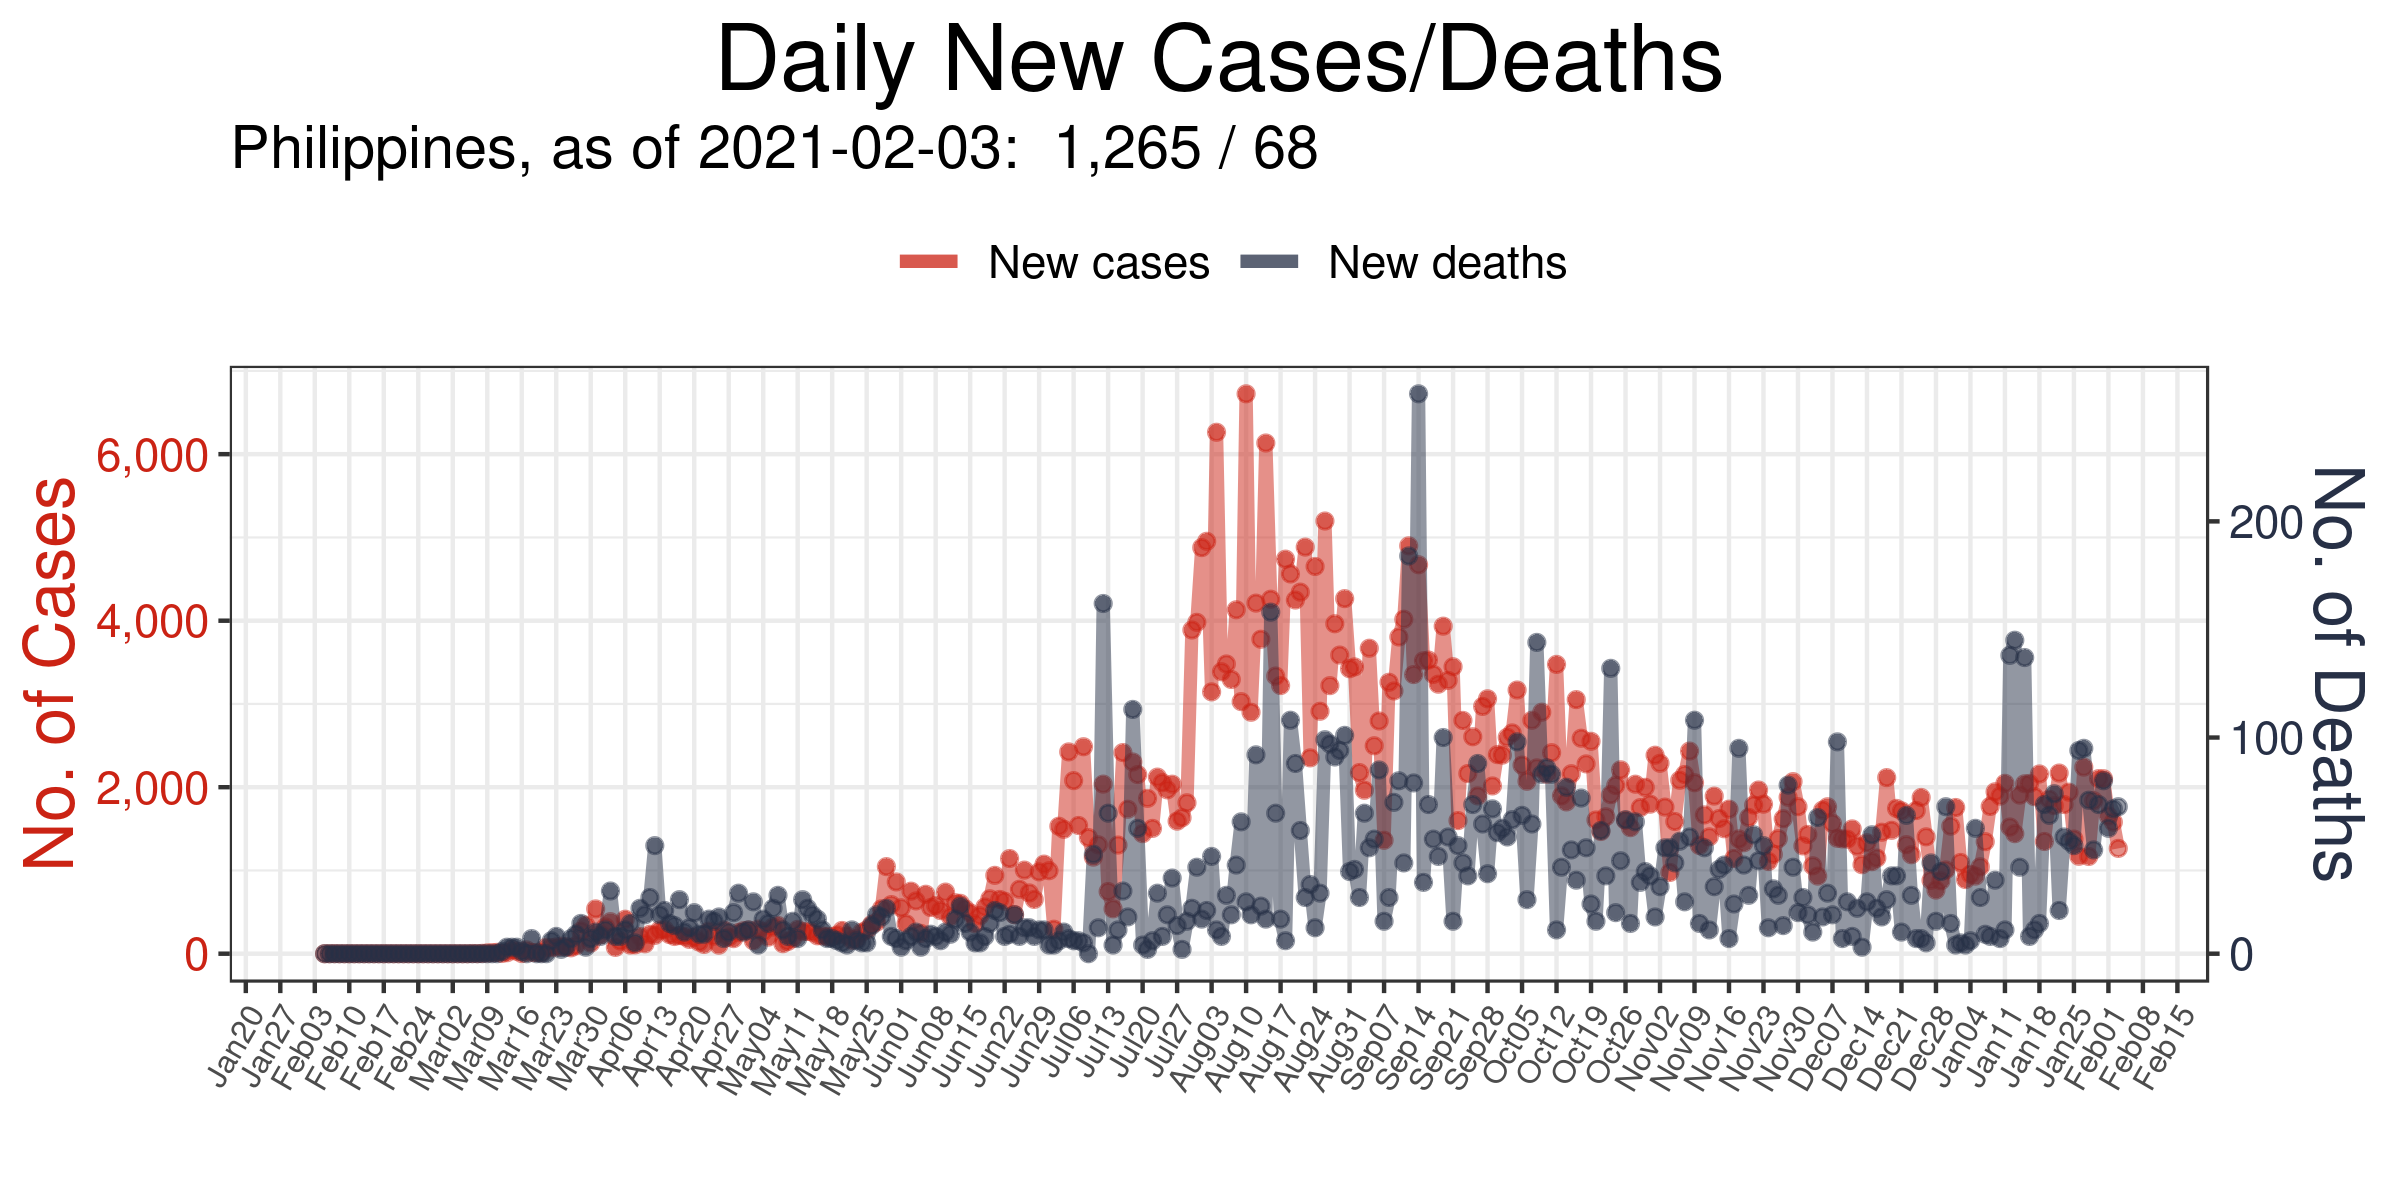 Daily New Cases/Deaths
Philippines, as of 2021-02-03: 1,265 / 68
New cases
New deaths
No. of Cases
6,000
4,000
2,000
0
200
100
0
No. of Deaths
Jan20
Jan27
Feb03
Feb10
Feb17
Feb24
Mar02
Mar09
Mar16
Mar23
Mar30
Apr06
Apr13
Apr20
Apr27
May04
May11
May18
May25
Jun01
Jun08
Jun15
Jun22
Jun29
Jul06
Jul13
Jul20
Jul27
Aug03
Aug10
Aug17
Aug24
Aug31
Sep07
Sep14
Sep21
Sep28
Oct05
Oct12
Oct19
Oct26
Nov02
Nov09
Nov16
Nov23
Nov30
Dec07
Dec14
Dec21
Dec28
Jan04
Jan11
Jan18
Jan25
Feb01
Feb08
Feb15